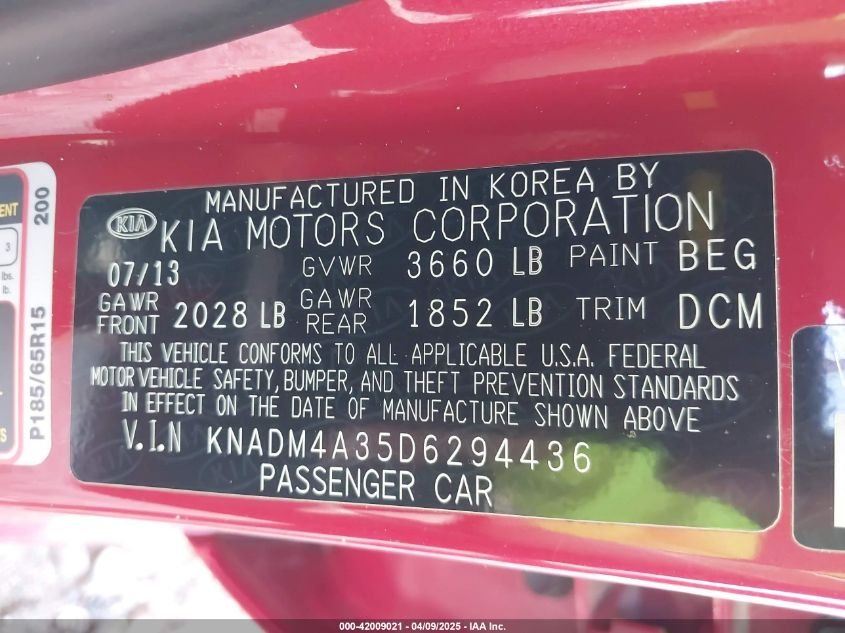 MANUFACTURED IN KOREA BY
KIA KIA MOTORS CORPORATION
07/13 GVWR 3660 LB PAINT BEG
GAWR FRONT 2028 LB GAWR REAR 1852 LB TRIM DCM
THIS VEHICLE CONFORMS TO ALL APPLICABLE U.S.A. FEDERAL
MOTOR VEHICLE SAFETY, BUMPER, AND THEFT PREVENTION STANDARDS
IN EFFECT ON THE DATE OF MANUFACTURE SHOWN ABOVE
V.I.N KNADM4A35D6294436
PASSENGER CAR
3
lbs.
lb.
P185/65R15
200
000-42009021 - 04/09/2025 - IAA Inc.